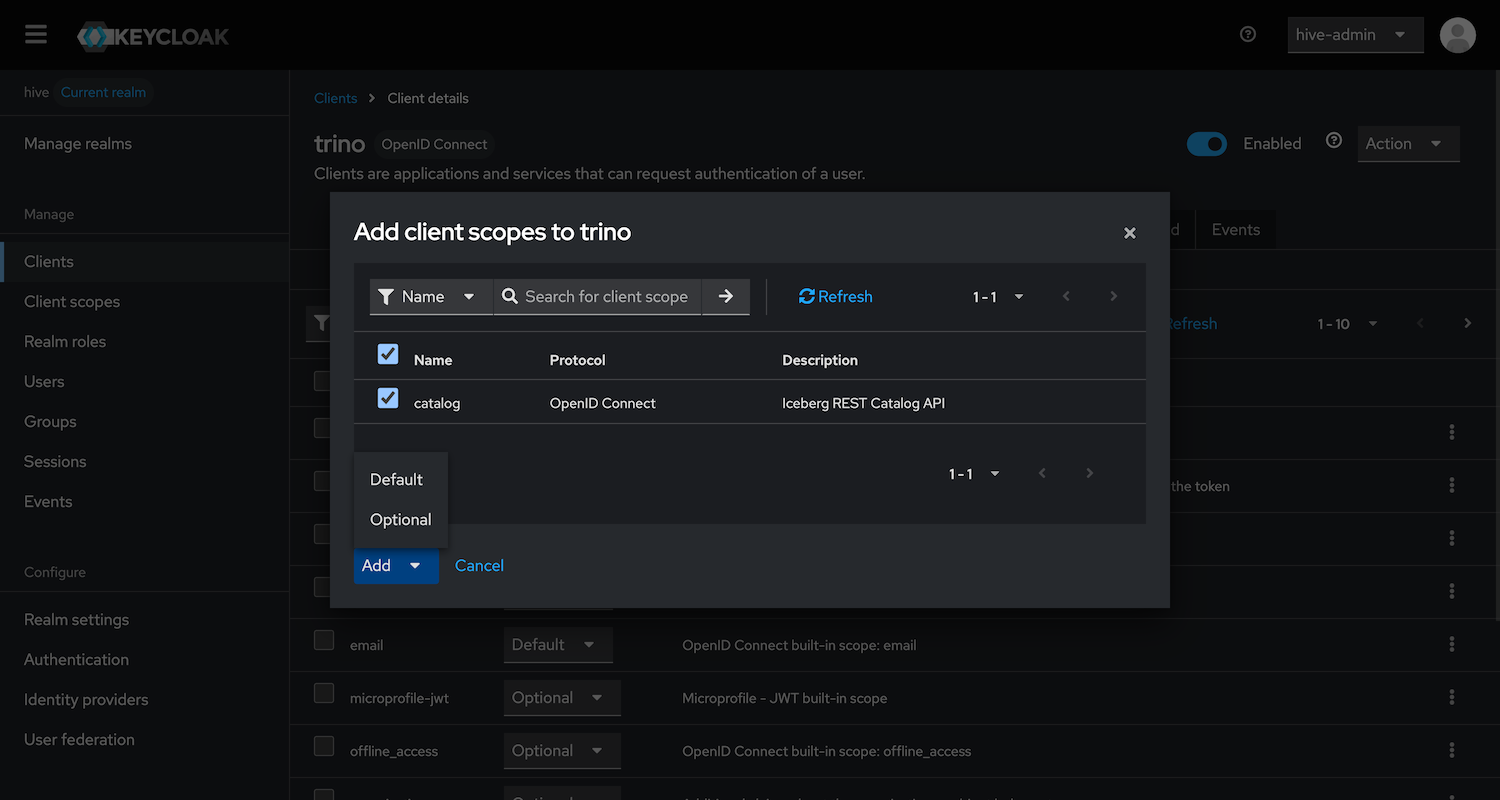 KEYCLOAK
hive-admin
hive Current realm
Manage realms
Manage
Clients
Client scopes
Realm roles
Users
Groups
Sessions
Events
Configure
Realm settings
Authentication
Identity providers
User federation
Clients Client details
trino OpenID Connect
Enabled
Action
Clients are applications and services that can request authentication of a user.
d Events
Refresh
1 - 10
Add client scopes to trino
Name Search for client scope Refresh 1 - 1
Name Protocol Description
catalog OpenID Connect Iceberg REST Catalog API
1 - 1
Default
Optional
Add Cancel
the token
email Default OpenID Connect built-in scope: email
microprofile-jwt Optional Microprofile - JWT built-in scope
offline_access Optional OpenID Connect built-in scope: offline_access
Optional